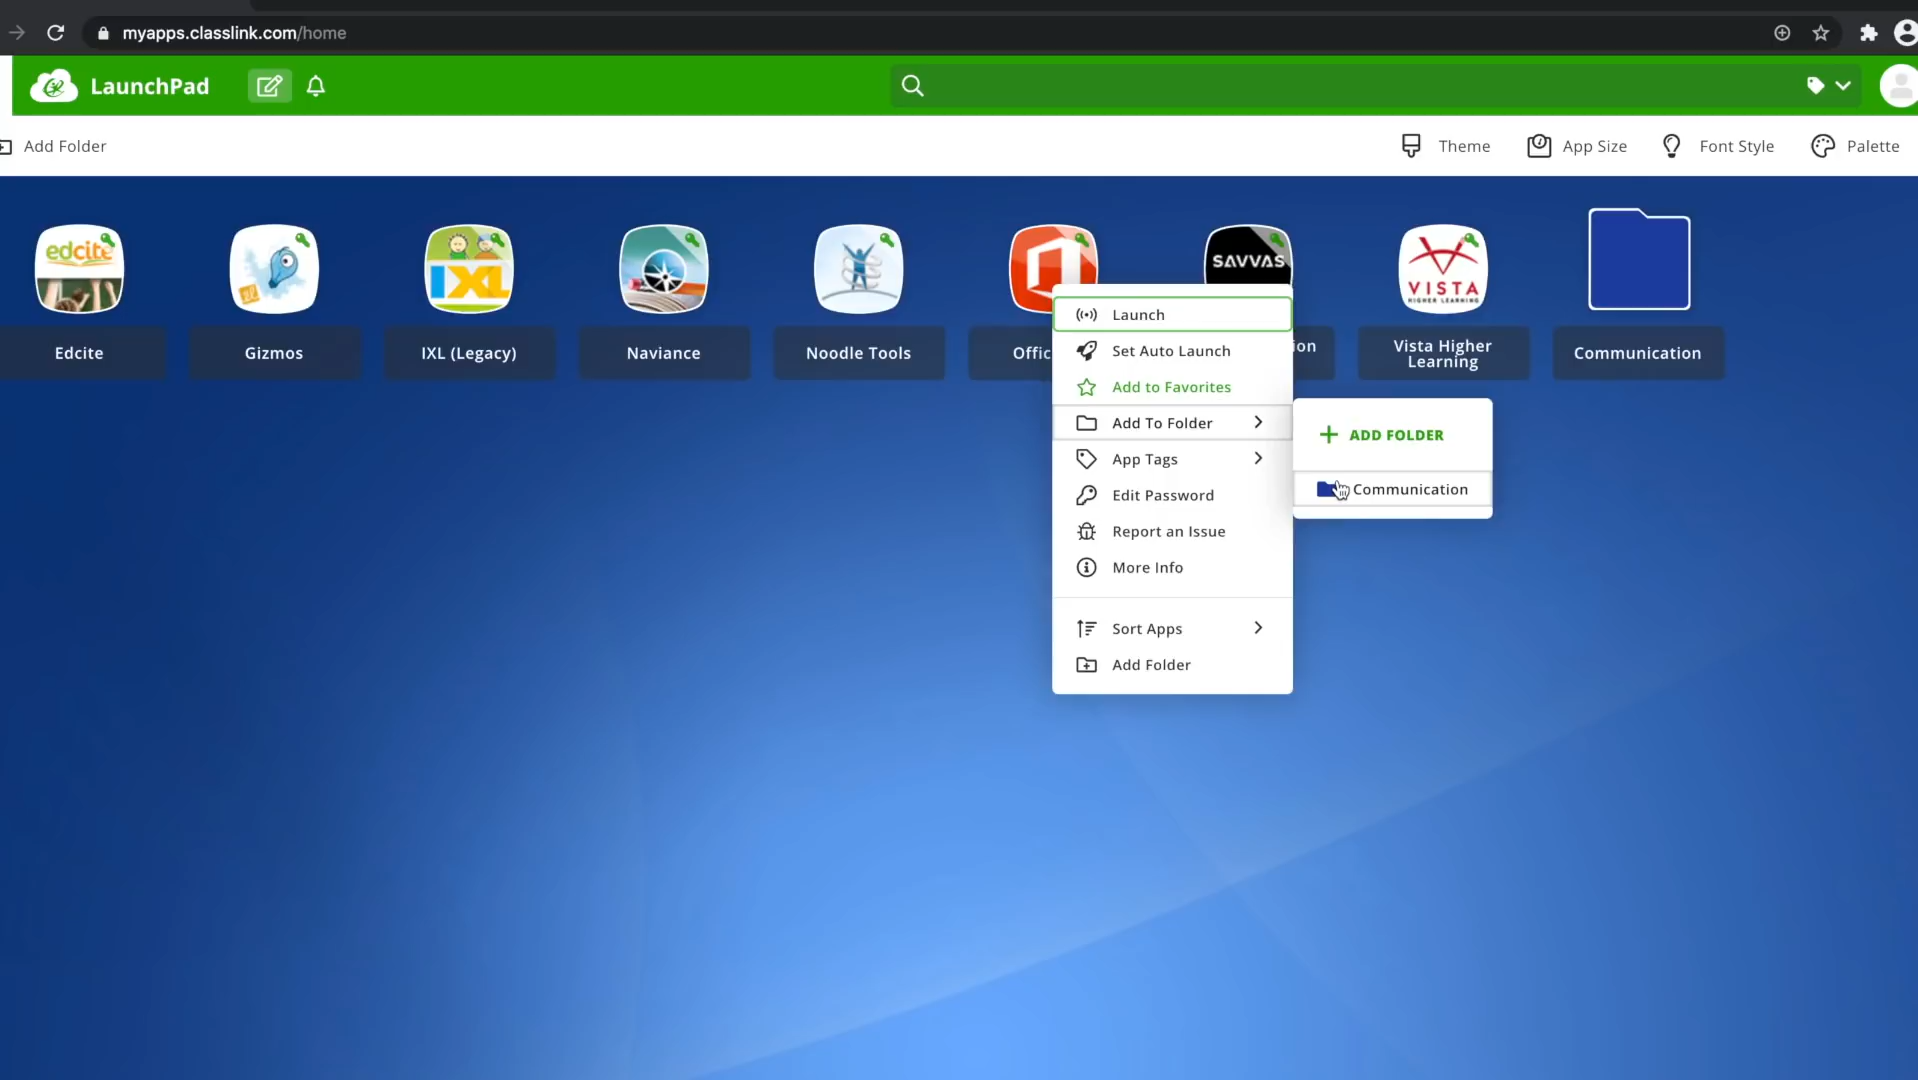 myapps.classlink.com/home
LaunchPad
Add Folder
Theme
App Size
Font Style
Palette
edcite
IXL
SAVVAS
VISTA
HIGHER LEARNING
Edcite
Gizmos
IXL (Legacy)
Naviance
Noodle Tools
Offic
ion
Vista Higher
Learning
Communication
Launch
Set Auto Launch
Add to Favorites
Add To Folder
App Tags
Edit Password
Report an Issue
More Info
Sort Apps
Add Folder
ADD FOLDER
Communication